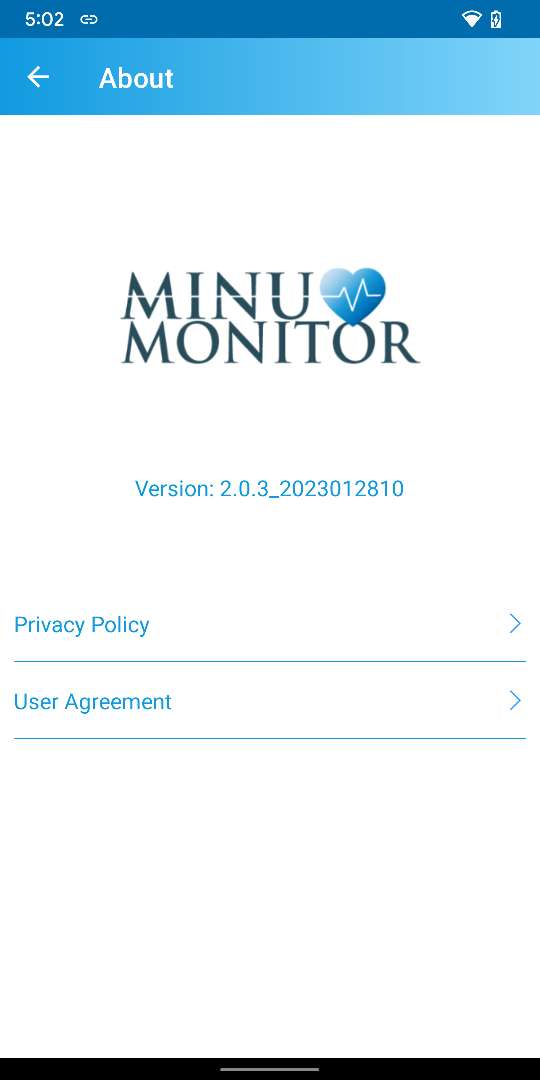 5:02
About
MINU
MONITOR
Version: 2.0.3_2023012810
Privacy Policy
User Agreement